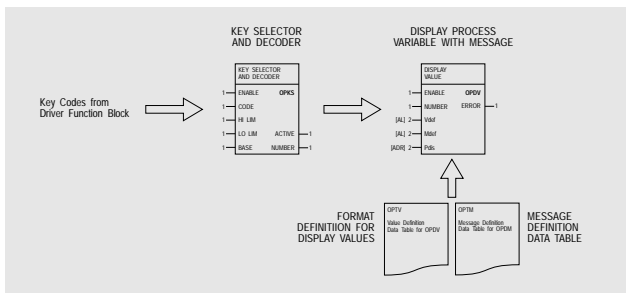 KEY SELECTOR
AND DECODER
DISPLAY PROCESS
VARIABLE WITH MESSAGE
KEY SELECTOR
AND DECODER
1 ENABLE OPKS
1 CODE
1 HI LIM
1 LO LIM ACTIVE 1
1 BASE NUMBER 1
DISPLAY
VALUE
1 ENABLE OPDV
1 NUMBER ERROR 1
[AL] 2 Vdef
[AL] 2 Mdef
[ADR] 2 Pdis
Key Codes from
Driver Function Block
FORMAT
DEFINITIION FOR
DISPLAY VALUES
OPTV
Value Definition
Data Table for OPDV
OPTM
Message Definition
Data Table for OPDM
MESSAGE
DEFINITION
DATA TABLE